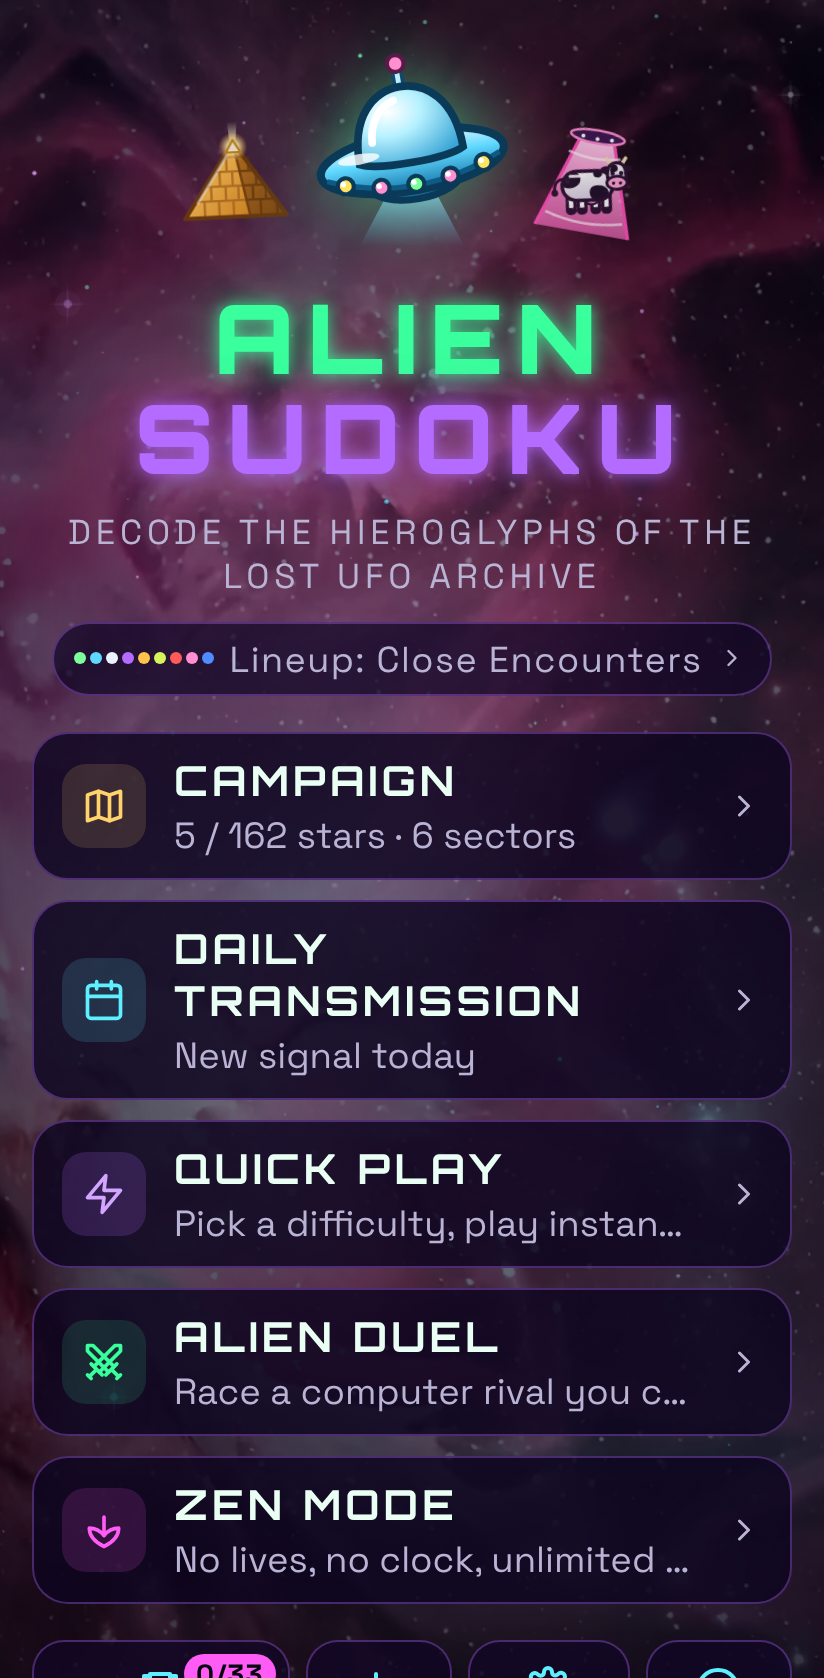 ALIEN
SUDOKU
DECODE THE HIEROGLYPHS OF THE
LOST UFO ARCHIVE
Lineup: Close Encounters
CAMPAIGN
5 / 162 stars · 6 sectors
DAILY
TRANSMISSION
New signal today
QUICK PLAY
Pick a difficulty, play instan...
ALIEN DUEL
Race a computer rival you c...
ZEN MODE
No lives, no clock, unlimited ...
0/33